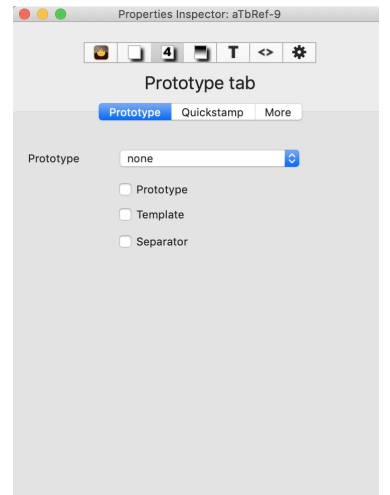 Properties Inspector: aTbRef-9
4 T <>
Prototype tab
Prototype Quickstamp More
Prototype none
Prototype
Template
Separator